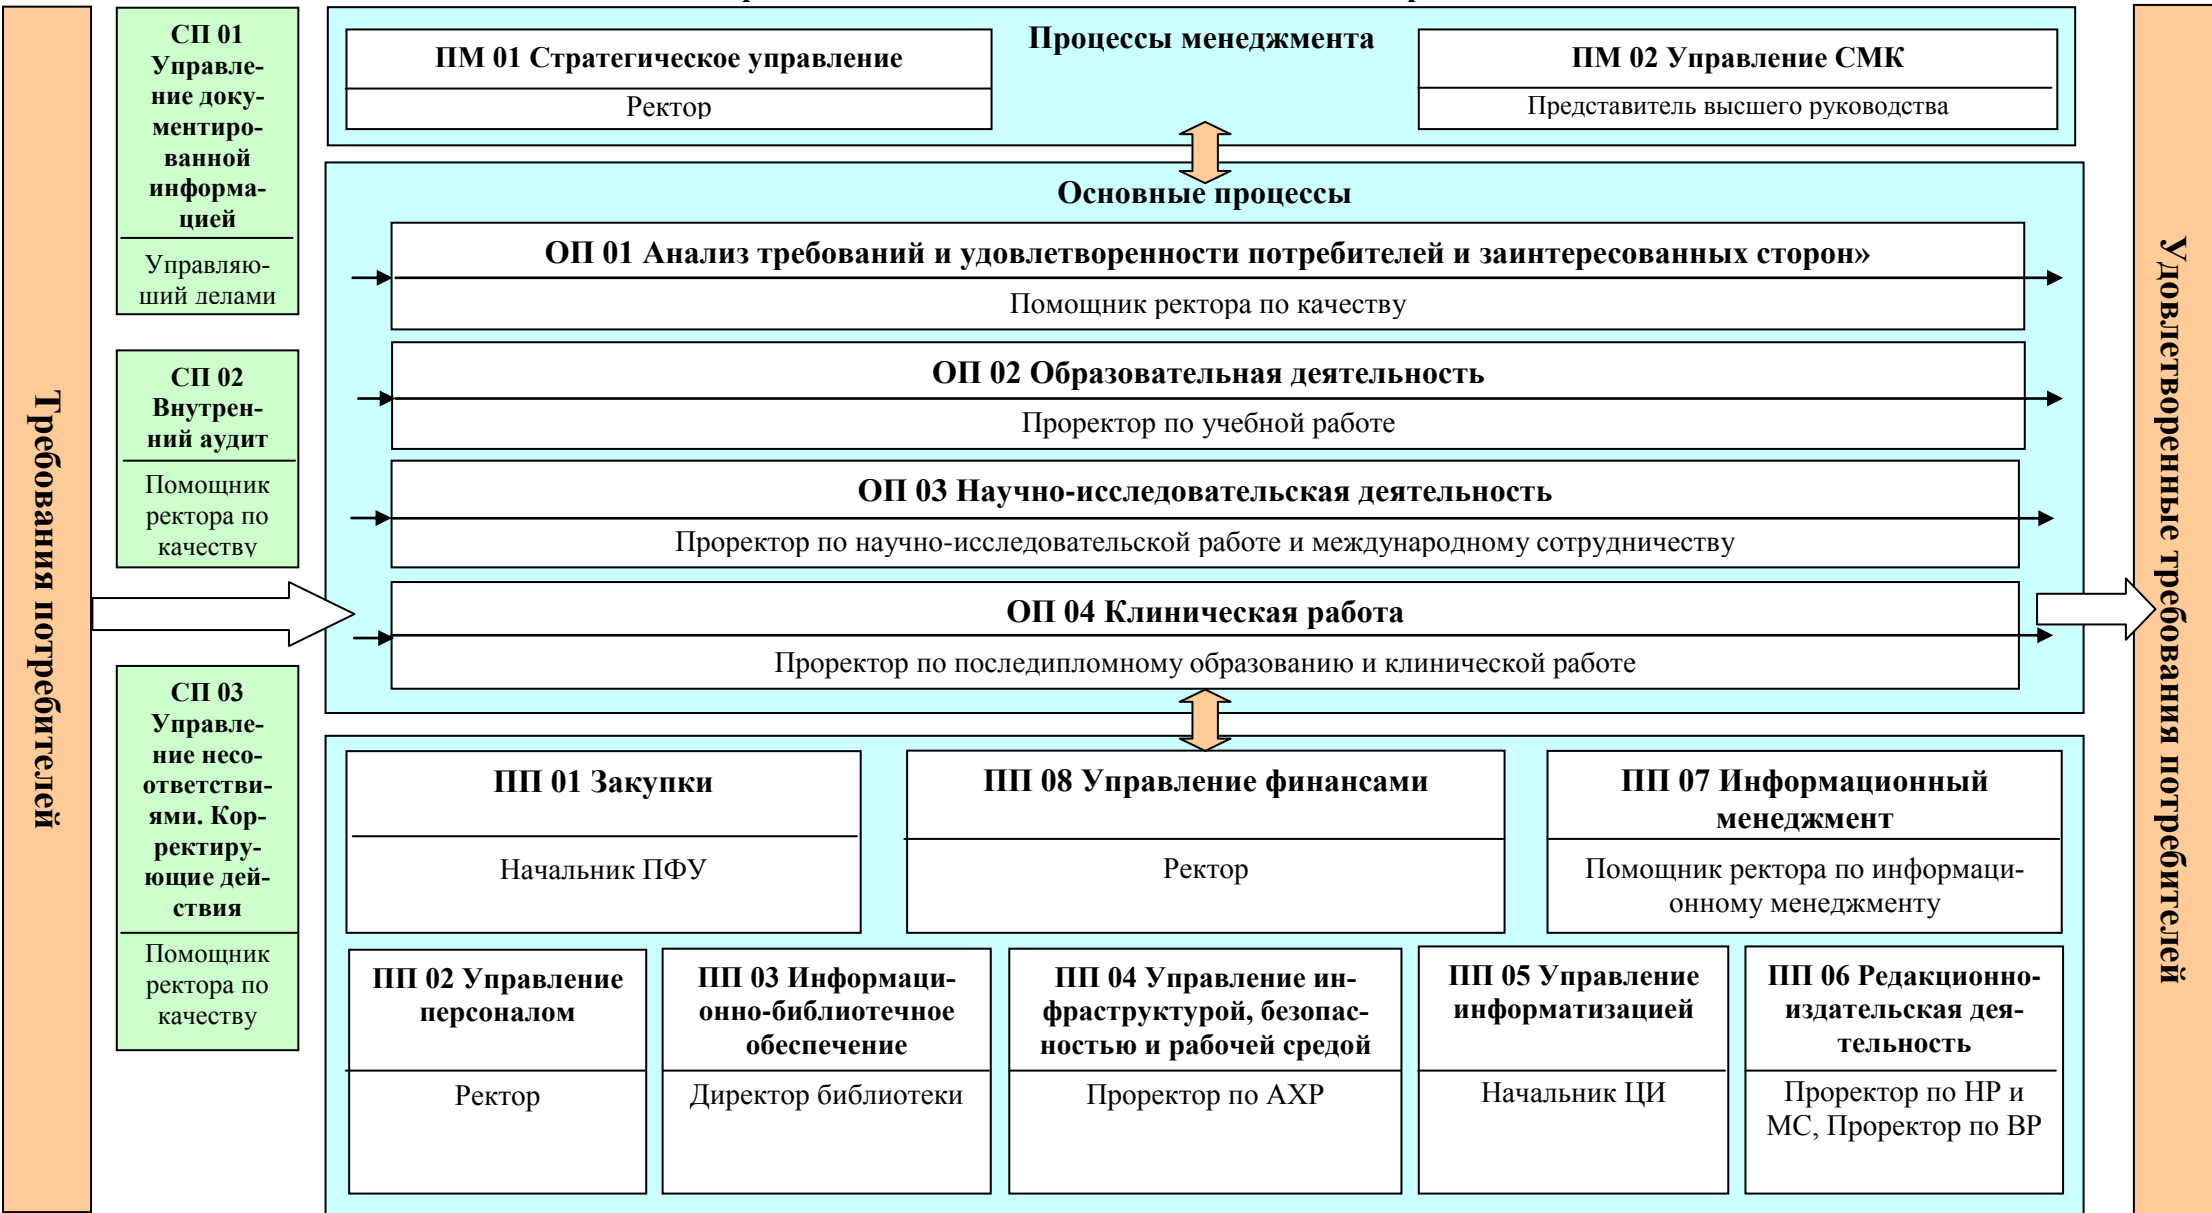 Требования потребителей
СП 01
Управле-
ние доку-
ментиро-
ванной
информа-
цией
Управляю-
щий делами
СП 02
Внутрен-
ний аудит
Помощник
ректора по
качеству
СП 03
Управле-
ние несо-
ответстви-
ями. Кор-
ректиру-
ющие дей-
ствия
Помощник
ректора по
качеству
Процессы менеджмента
ПМ 01 Стратегическое управление
Ректор
ПМ 02 Управление СМК
Представитель высшего руководства
Основные процессы
ОП 01 Анализ требований и удовлетворенности потребителей и заинтересованных сторон»
Помощник ректора по качеству
ОП 02 Образовательная деятельность
Проректор по учебной работе
ОП 03 Научно-исследовательская деятельность
Проректор по научно-исследовательской работе и международному сотрудничеству
ОП 04 Клиническая работа
Проректор по последипломному образованию и клинической работе
ПП 01 Закупки
Начальник ПФУ
ПП 08 Управление финансами
Ректор
ПП 07 Информационный
менеджмент
Помощник ректора по информаци-
онному менеджменту
ПП 02 Управление
персоналом
Ректор
ПП 03 Информаци-
онно-библиотечное
обеспечение
Директор библиотеки
ПП 04 Управление ин-
фраструктурой, безопас-
ностью и рабочей средой
Проректор по АХР
ПП 05 Управление
информатизацией
Начальник ЦИ
ПП 06 Редакционно-
издательская дея-
тельность
Проректор по НР и
МС, Проректор по ВР
Удовлетворенные требования потребителей